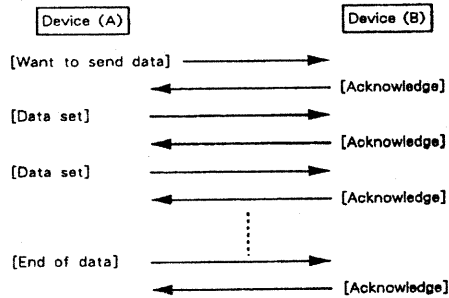 Device (A)
Device (B)
[Want to send data]
[Acknowledge]
[Data set]
[Acknowledge]
[Data set]
[Acknowledge]
[End of data]
[Acknowledge]